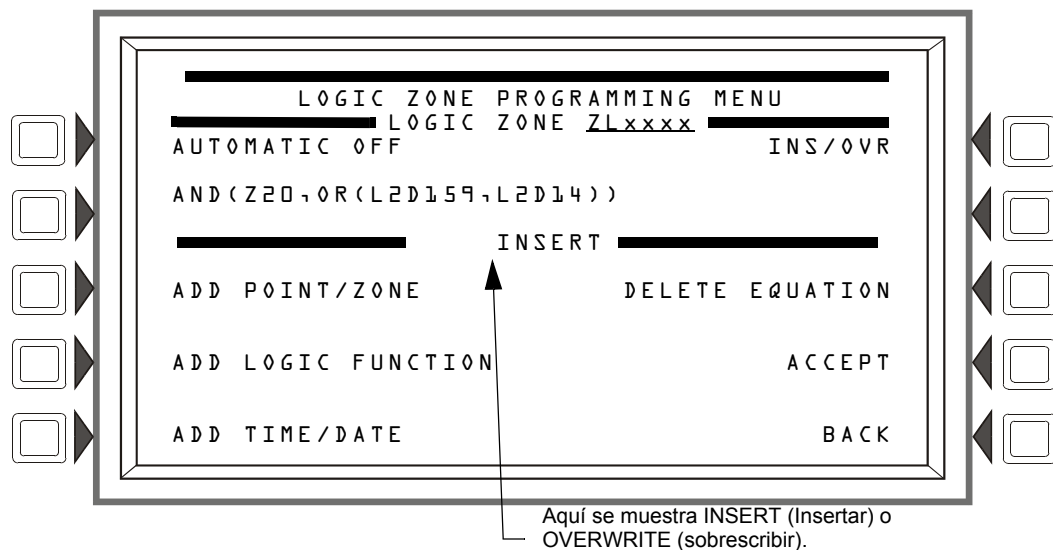 LOGIC ZONE PROGRAMMING MENU
LOGIC ZONE ZLxxxx
AUTOMATIC OFF INS/OVR
AND(Z20,OR(L2D159,L2D14))
INSERT
ADD POINT/ZONE DELETE EQUATION
ADD LOGIC FUNCTION ACCEPT
ADD TIME/DATE BACK
Aquí se muestra INSERT (Insertar) o
OVERWRITE (sobrescribir).